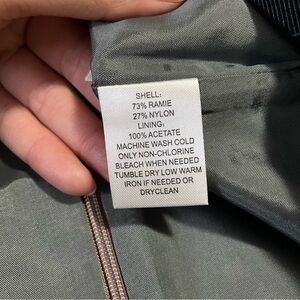 SHELL:
73% RAMIE
27% NYLON
LINING:
100% ACETATE
MACHINE WASH COLD
ONLY NON-CHLORINE
BLEACH WHEN NEEDED
TUMBLE DRY LOW WARM
IRON IF NEEDED OR
DRYCLEAN